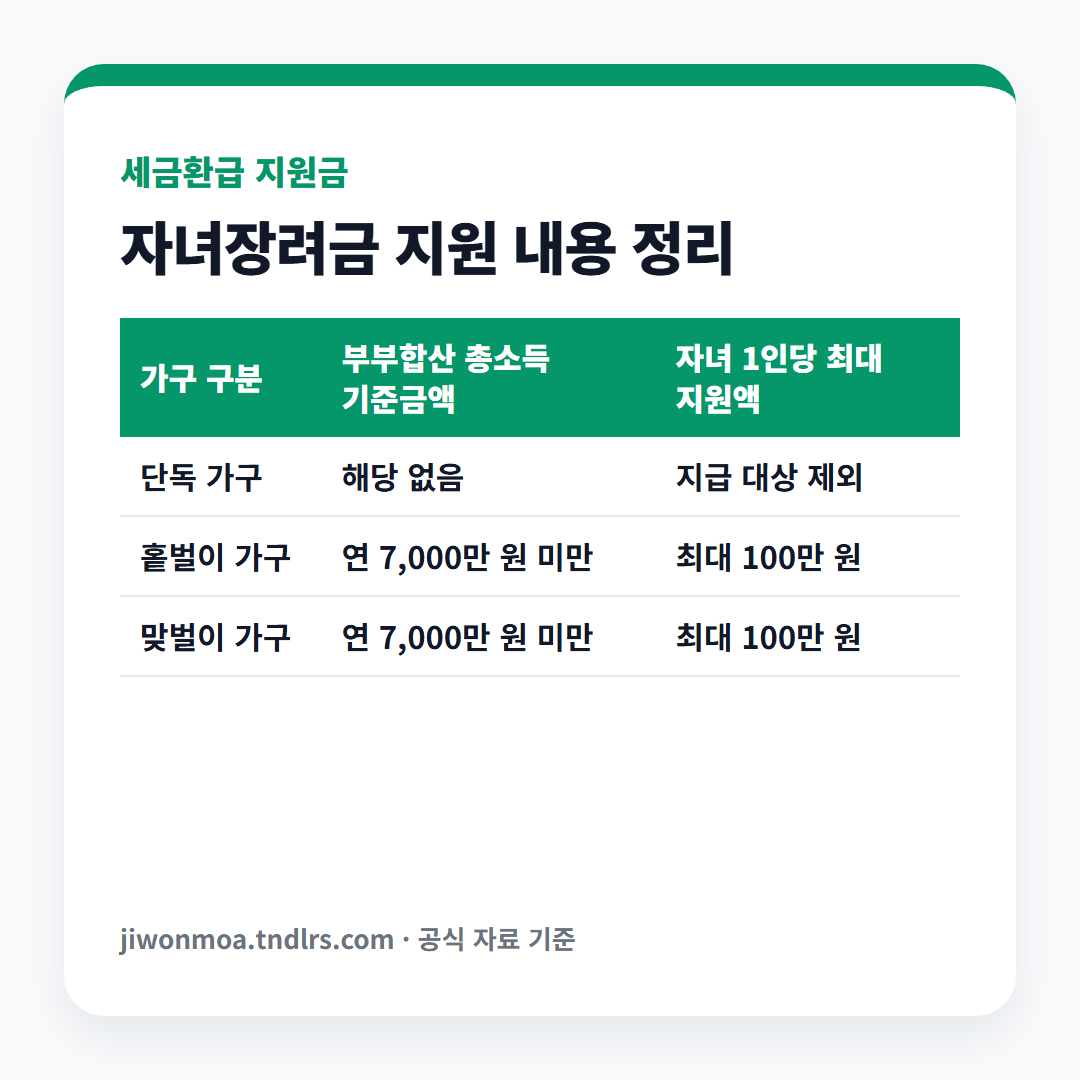 세금환급 지원금
자녀장려금 지원 내용 정리
가구 구분
부부합산 총소득
기준금액
자녀 1인당 최대
지원액
단독 가구 해당 없음 지급 대상 제외
홑벌이 가구 연 7,000만 원 미만 최대 100만 원
맞벌이 가구 연 7,000만 원 미만 최대 100만 원
jiwonmoa.tndlrs.com · 공식 자료 기준